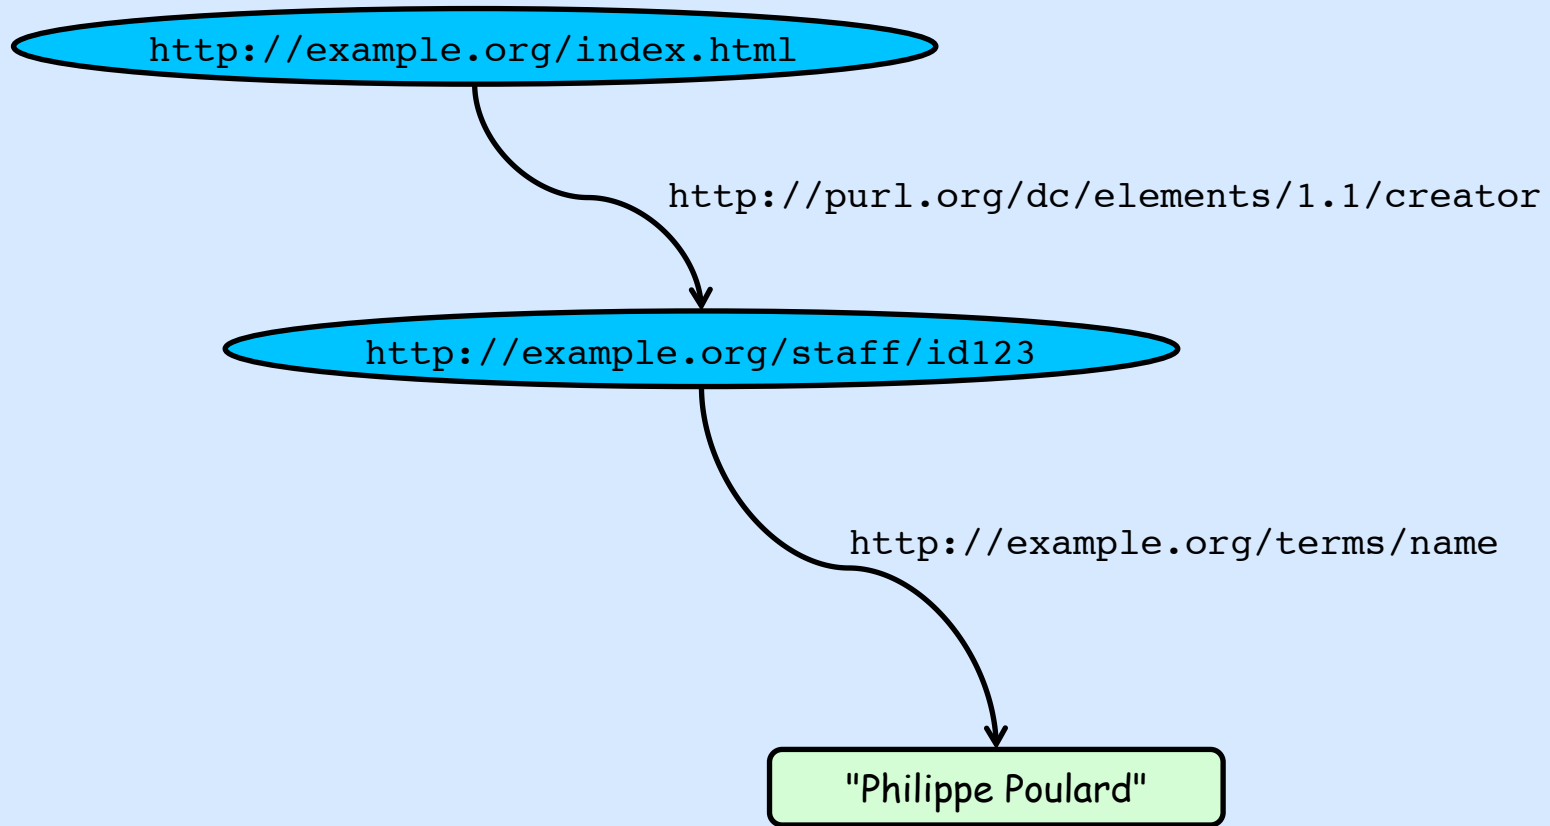 http://example.org/index.html
http://purl.org/dc/elements/1.1/creator
http://example.org/staff/id123
http://example.org/terms/name
"Philippe Poulard"